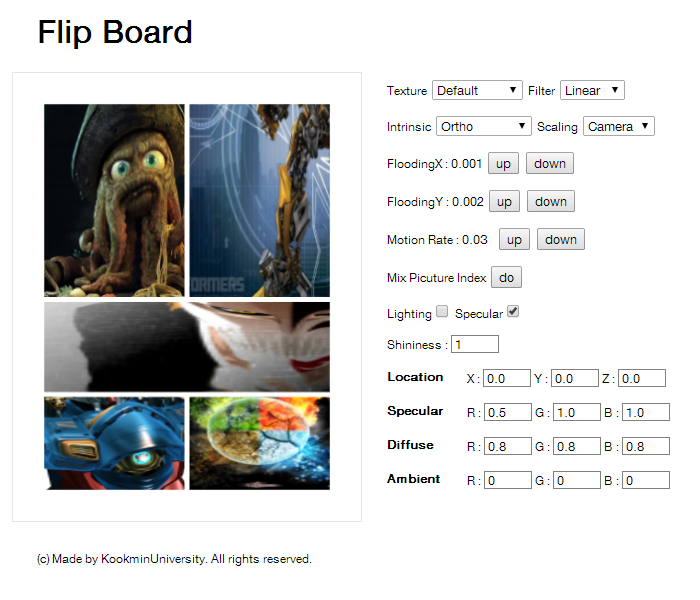 Flip Board
Texture Default Filter Linear
Intrinsic Ortho Scaling Camera
FloodingX : 0.001 up down
FloodingY : 0.002 up down
Motion Rate : 0.03 up down
Mix Picuture Index do
Lighting Specular
Shininess : 1
Location X : 0.0 Y : 0.0 Z : 0.0
Specular R : 0.5 G : 1.0 B : 1.0
Diffuse R : 0.8 G : 0.8 B : 0.8
Ambient R : 0 G : 0 B : 0
ORMERS
(c) Made by KookminUniversity. All rights reserved.